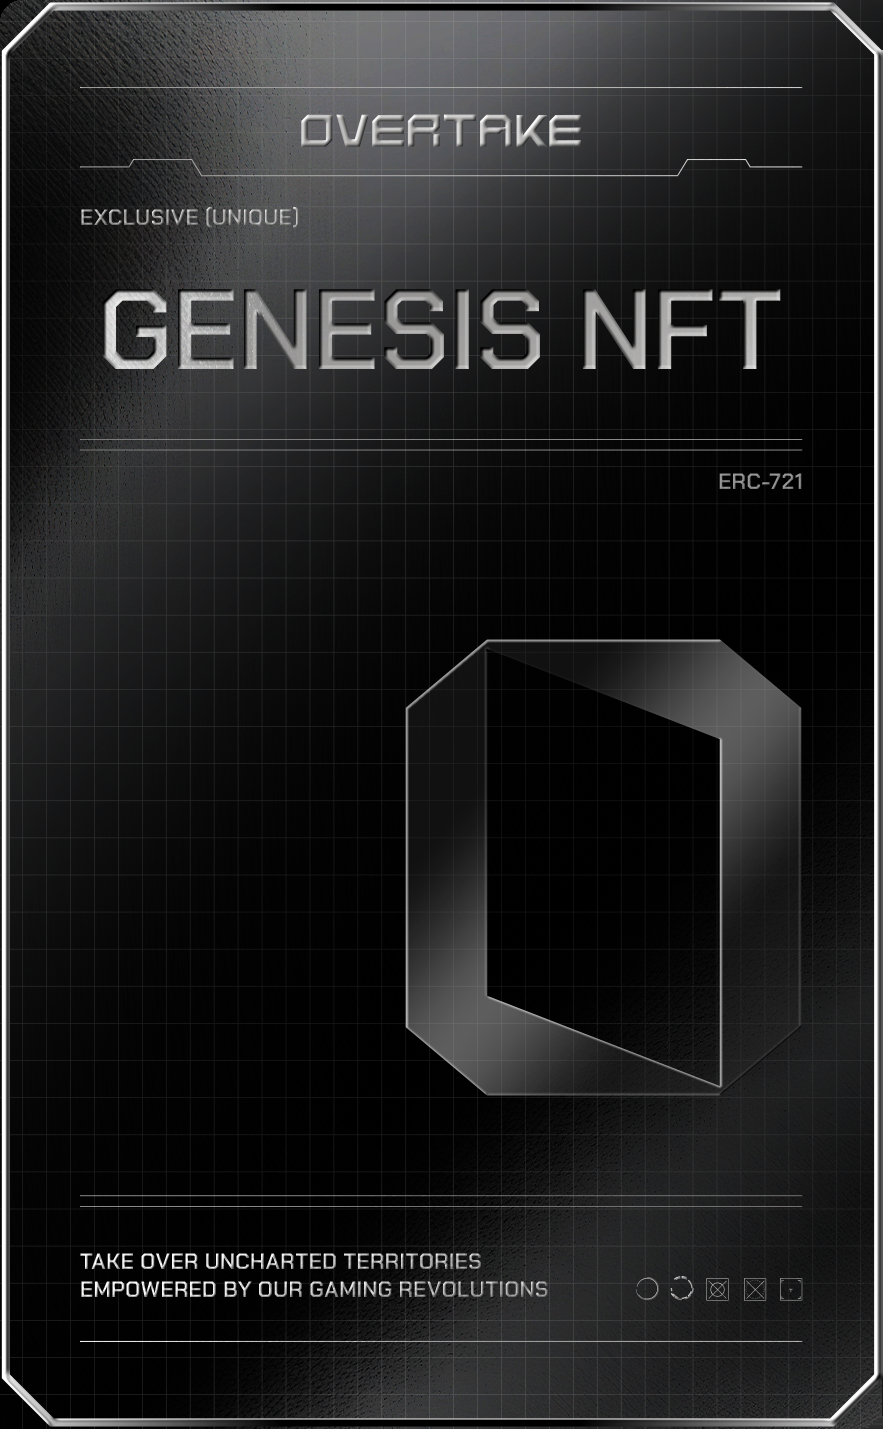 OVERTAKE
EXCLUSIVE (UNIQUE)
GENESIS NFT
ERC-721
TAKE OVER UNCHARTED TERRITORIES
EMPOWERED BY OUR GAMING REVOLUTIONS